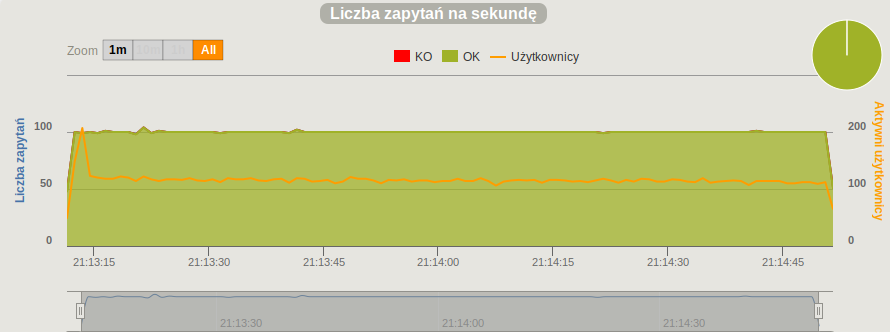 Liczba zapytań na sekundę
Zoom 1m 10m 1h All
KO OK Użytkownicy
Liczba zapytań
100
50
0
Aktywni użytkownicy
200
100
0
21:13:15 21:13:30 21:13:45 21:14:00 21:14:15 21:14:30 21:14:45
21:13:30 21:14:00 21:14:30